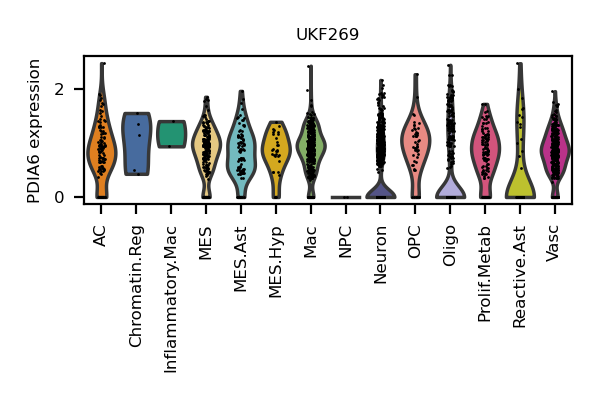 UKF269
PDIA6 expression
2
0
AC
Chromatin.Reg
Inflammatory.Mac
MES
MES.Ast
MES.Hyp
Mac
NPC
Neuron
OPC
Oligo
Prolif.Metab
Reactive.Ast
Vasc